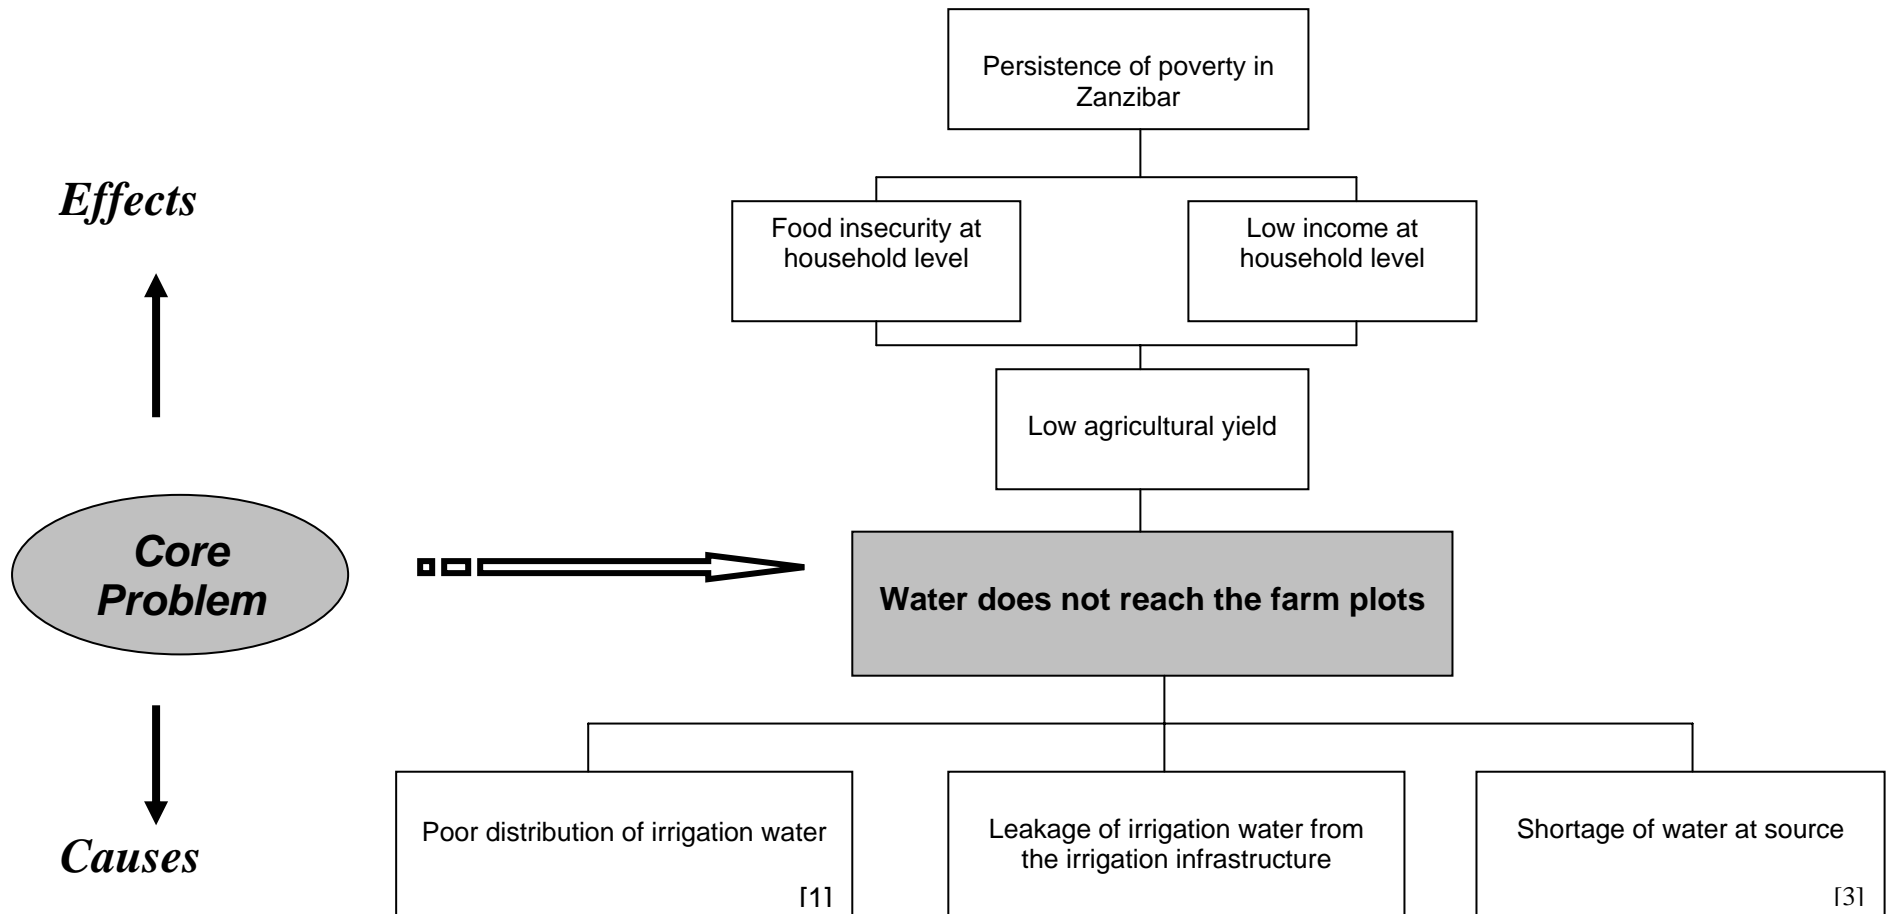 Persistence of poverty in
Zanzibar
Effects
Food insecurity at
household level
Low income at
household level
Low agricultural yield
Core
Problem
Water does not reach the farm plots
Causes
Poor distribution of irrigation water
[1]
Leakage of irrigation water from
the irrigation infrastructure
Shortage of water at source
[3]